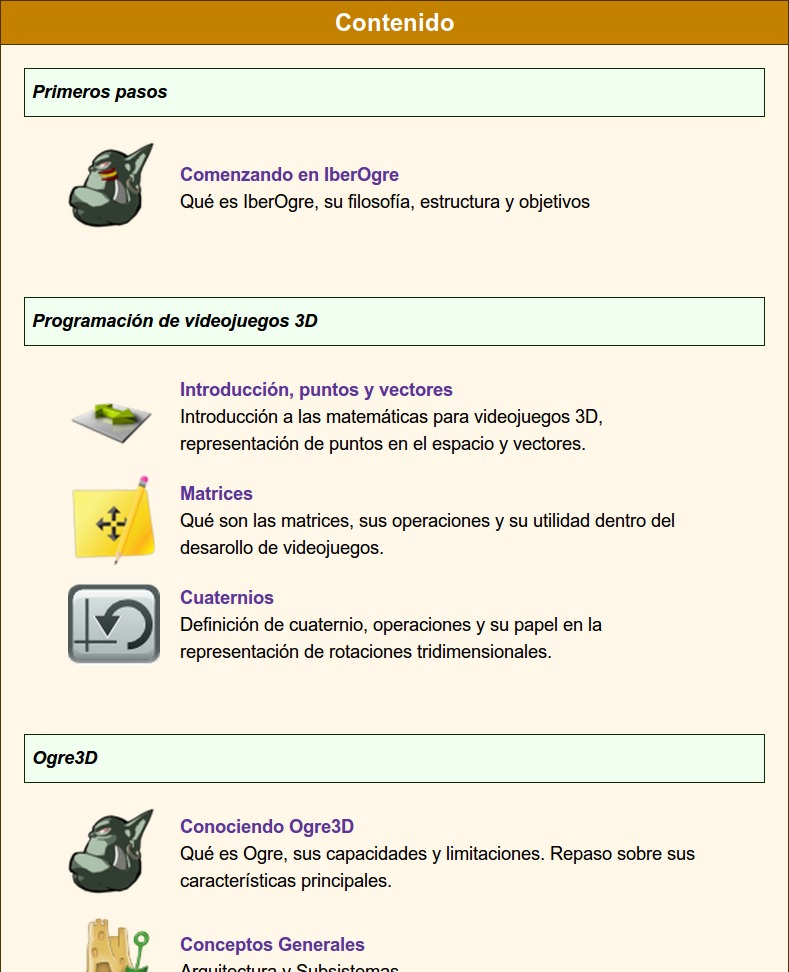 Contenido
Primeros pasos
Comenzando en IberOgre
Qué es IberOgre, su filosofía, estructura y objetivos
Programación de videojuegos 3D
Introducción, puntos y vectores
Introducción a las matemáticas para videojuegos 3D,
representación de puntos en el espacio y vectores.
Matrices
Qué son las matrices, sus operaciones y su utilidad dentro del
desarollo de videojuegos.
Cuaternios
Definición de cuaternio, operaciones y su papel en la
representación de rotaciones tridimensionales.
Ogre3D
Conociendo Ogre3D
Qué es Ogre, sus capacidades y limitaciones. Repaso sobre sus
características principales.
Conceptos Generales
Arquitectura y Subsistemas